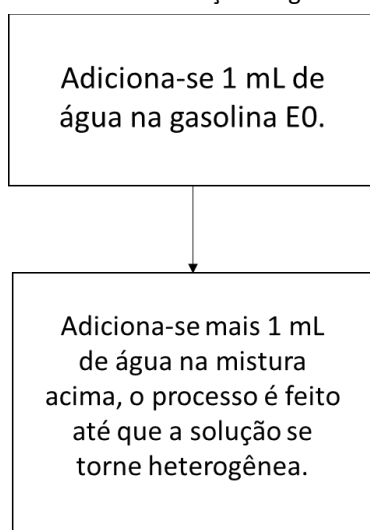 Adiciona-se 1 mL de
água na gasolina E0.
Adiciona-se mais 1 mL
de água na mistura
acima, o processo é feito
até que a solução se
torne heterogênea.